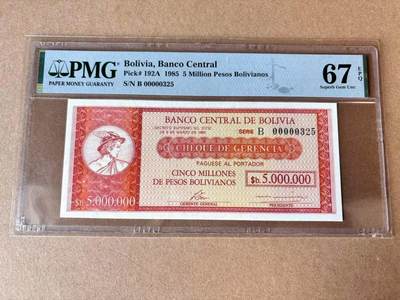 PMG
PAPER MONEY GUARANTY
Bolivia, Banco Central
Pick# 192A 1985 5 Million Pesos Bolivianos
S/N B 00000325
67 EPQ
Superb Gem Unc
BANCO CENTRAL DE BOLIVIA
SERIE B 00000325
CHEQUE DE GERENCIA
PAGUESE AL PORTADOR
CINCO MILLONES
DE PESOS BOLIVIANOS
$b. 5.000.000
$b. 5.000.000
GERENTE GENERAL
PRESIDENTE